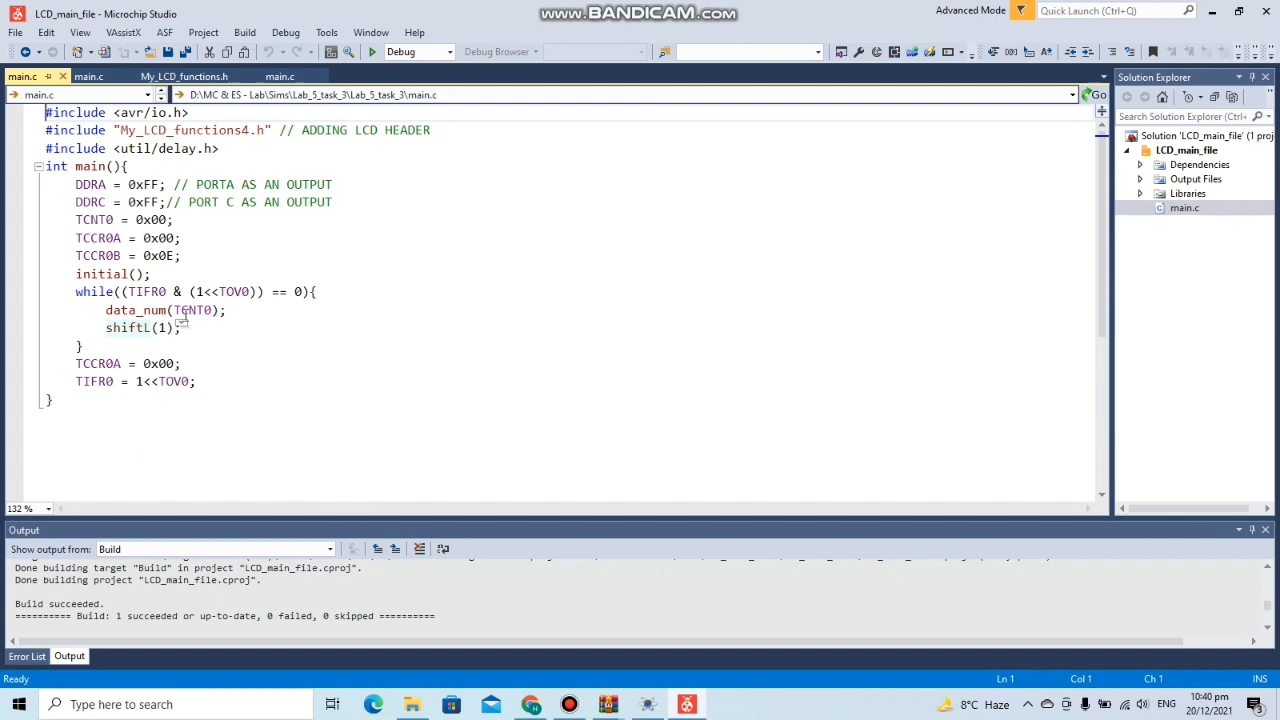 LCD_main_file - Microchip Studio
www.BANDICAM.com
Advanced Mode
Quick Launch (Ctrl+Q)
File Edit View VAssistX ASF Project Build Debug Tools Window Help
Debug
Debug Browser
main.c
main.c
My_LCD_functions.h
main.c
Solution Explorer
main.c
D:\MC & ES - Lab\Sims\Lab_5_task_3\Lab_5_task_3\main.c
Go
#include <avr/io.h>
#include "My_LCD_functions4.h" // ADDING LCD HEADER
#include <util/delay.h>
int main(){
DDRA = 0xFF; // PORTA AS AN OUTPUT
DDRC = 0xFF;// PORT C AS AN OUTPUT
TCNT0 = 0x00;
TCCR0A = 0x00;
TCCR0B = 0x0E;
initial();
while((TIFR0 & (1<<TOV0)) == 0){
data_num(TCNT0);
shiftL(1);
}
TCCR0A = 0x00;
TIFR0 = 1<<TOV0;
}
Search Solution Explorer (Ctrl+
Solution 'LCD_main_file' (1 proj
LCD_main_file
Dependencies
Output Files
Libraries
main.c
132 %
Output
Show output from: Build
Done building target "Build" in project "LCD_main_file.cproj".
Done building project "LCD_main_file.cproj".
Build succeeded.
========== Build: 1 succeeded or up-to-date, 0 failed, 0 skipped ==========
Error List Output
Ready
Ln 1
Col 1
Ch 1
INS
Type here to search
8°C Haze
ENG
10:40 pm
20/12/2021
3